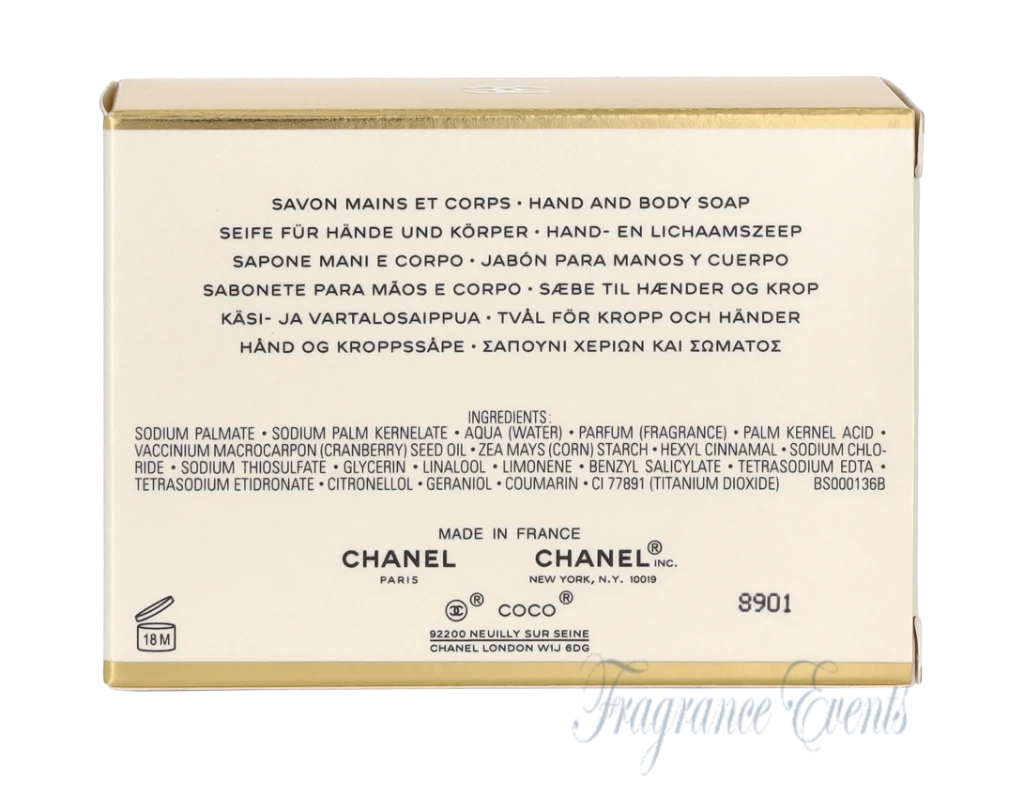 SAVON MAINS ET CORPS • HAND AND BODY SOAP
SEIFE FÜR HÄNDE UND KÖRPER • HAND- EN LICHAAMSZEEP
SAPONE MANI E CORPO • JABÓN PARA MANOS Y CUERPO
SABONETE PARA MÃOS E CORPO • SÆBE TIL HÆNDER OG KROP
KÄSI- JA VARTALOSAIPPUA • TVÅL FÖR KROPP OCH HÄNDER
HÅND OG KROPPSSÅPE • ΣΑΠΟΥΝΙ ΧΕΡΙΩΝ ΚΑΙ ΣΩΜΑΤΟΣ
INGREDIENTS:
SODIUM PALMATE • SODIUM PALM KERNELATE • AQUA (WATER) • PARFUM (FRAGRANCE) • PALM KERNEL ACID •
VACCINIUM MACROCARPON (CRANBERRY) SEED OIL • ZEA MAYS (CORN) STARCH • HEXYL CINNAMAL • SODIUM CHLO-
RIDE • SODIUM THIOSULFATE • GLYCERIN • LINALOOL • LIMONENE • BENZYL SALICYLATE • TETRASODIUM EDTA •
TETRASODIUM ETIDRONATE • CITRONELLOL • GERANIOL • COUMARIN • CI 77891 (TITANIUM DIOXIDE) BS000136B
MADE IN FRANCE
CHANEL CHANEL® INC.
PARIS NEW YORK, N.Y. 10019
® COCO®
8901
18 M
92200 NEUILLY SUR SEINE
CHANEL LONDON W1J 6DG
Fragrance Events